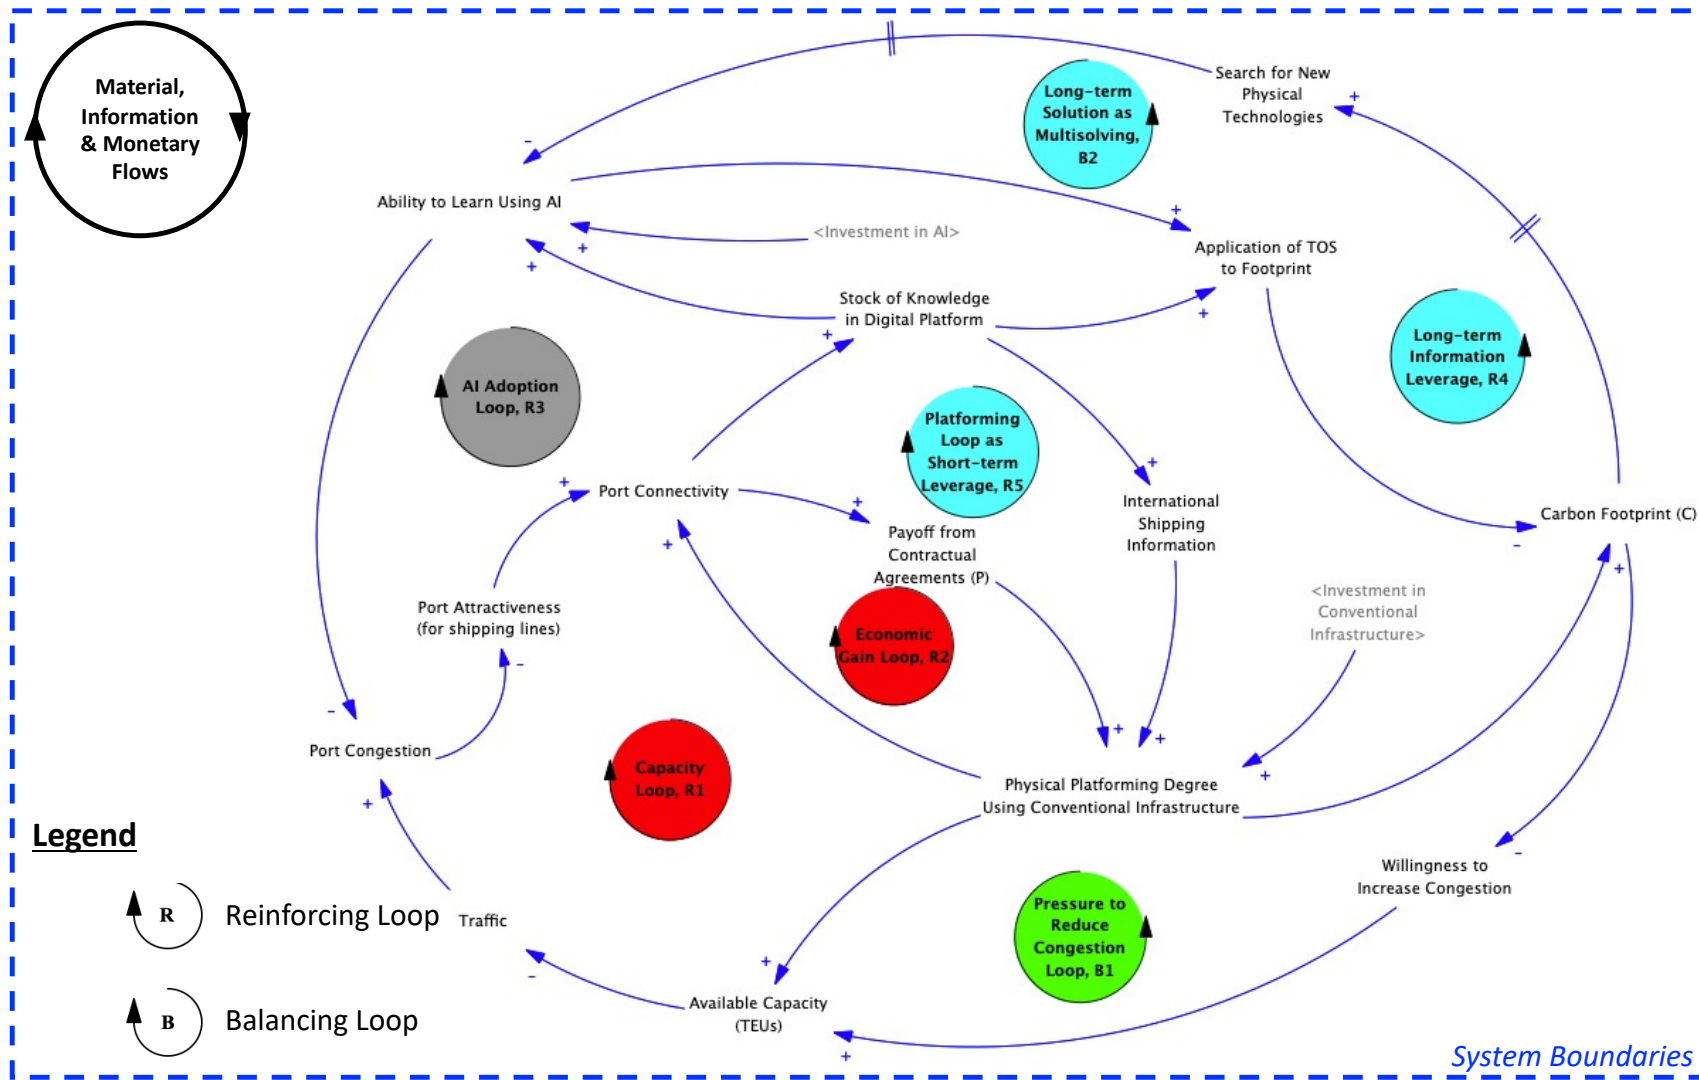 Material,
Information
& Monetary
Flows
Search for New
Physical
Technologies
+
Long-term
Solution as
Multisolving,
B2
-
Ability to Learn Using AI
+
<Investment in AI>
+
+
Application of TOS
to Footprint
+
Stock of Knowledge
in Digital Platform
+
Long-term
Information
Leverage, R4
AI Adoption
Loop, R3
Platforming
Loop as
Short-term
Leverage, R5
+
+
Port Connectivity
+
+
Payoff from
Contractual
Agreements (P)
International
Shipping
Information
Carbon Footprint (C)
-
+
<Investment in
Conventional
Infrastructure>
Port Attractiveness
(for shipping lines)
-
Economic
Gain Loop, R2
-
Port Congestion
+
+
+
+
Capacity
Loop, R1
Physical Platforming Degree
Using Conventional Infrastructure
-
Willingness to
Increase Congestion
Legend
R
Reinforcing Loop
Traffic
-
+
Pressure to
Reduce
Congestion
Loop, B1
B
Balancing Loop
Available Capacity
(TEUs)
+
System Boundaries